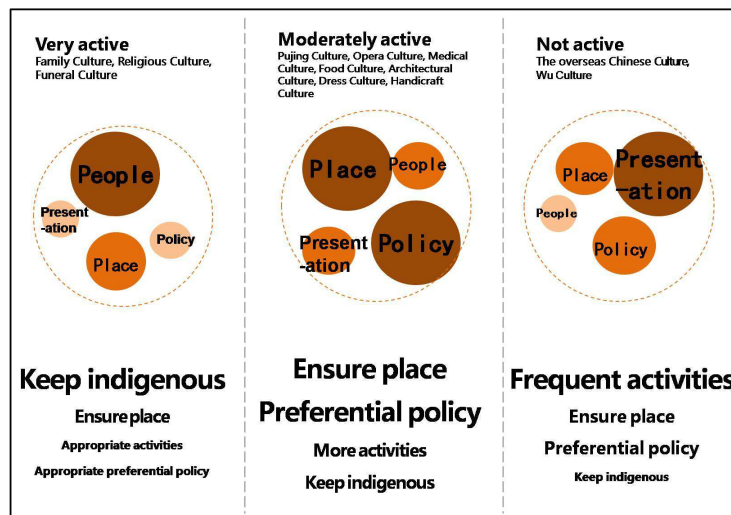 Very active
Family Culture, Religious Culture,
Funeral Culture
People
Present
-ation
Policy
Place
Keep indigenous
Ensure place
Appropriate activities
Appropriate preferential policy
Moderately active
Pujing Culture, Opera Culture, Medical
Culture, Food Culture, Architectural
Culture, Dress Culture, Handicraft
Culture
Place
People
Policy
Present
-ation
Ensure place
Preferential policy
More activities
Keep indigenous
Not active
The overseas Chinese Culture,
Wu Culture
Present
-ation
Place
People
Policy
Frequent activities
Ensure place
Preferential policy
Keep indigenous